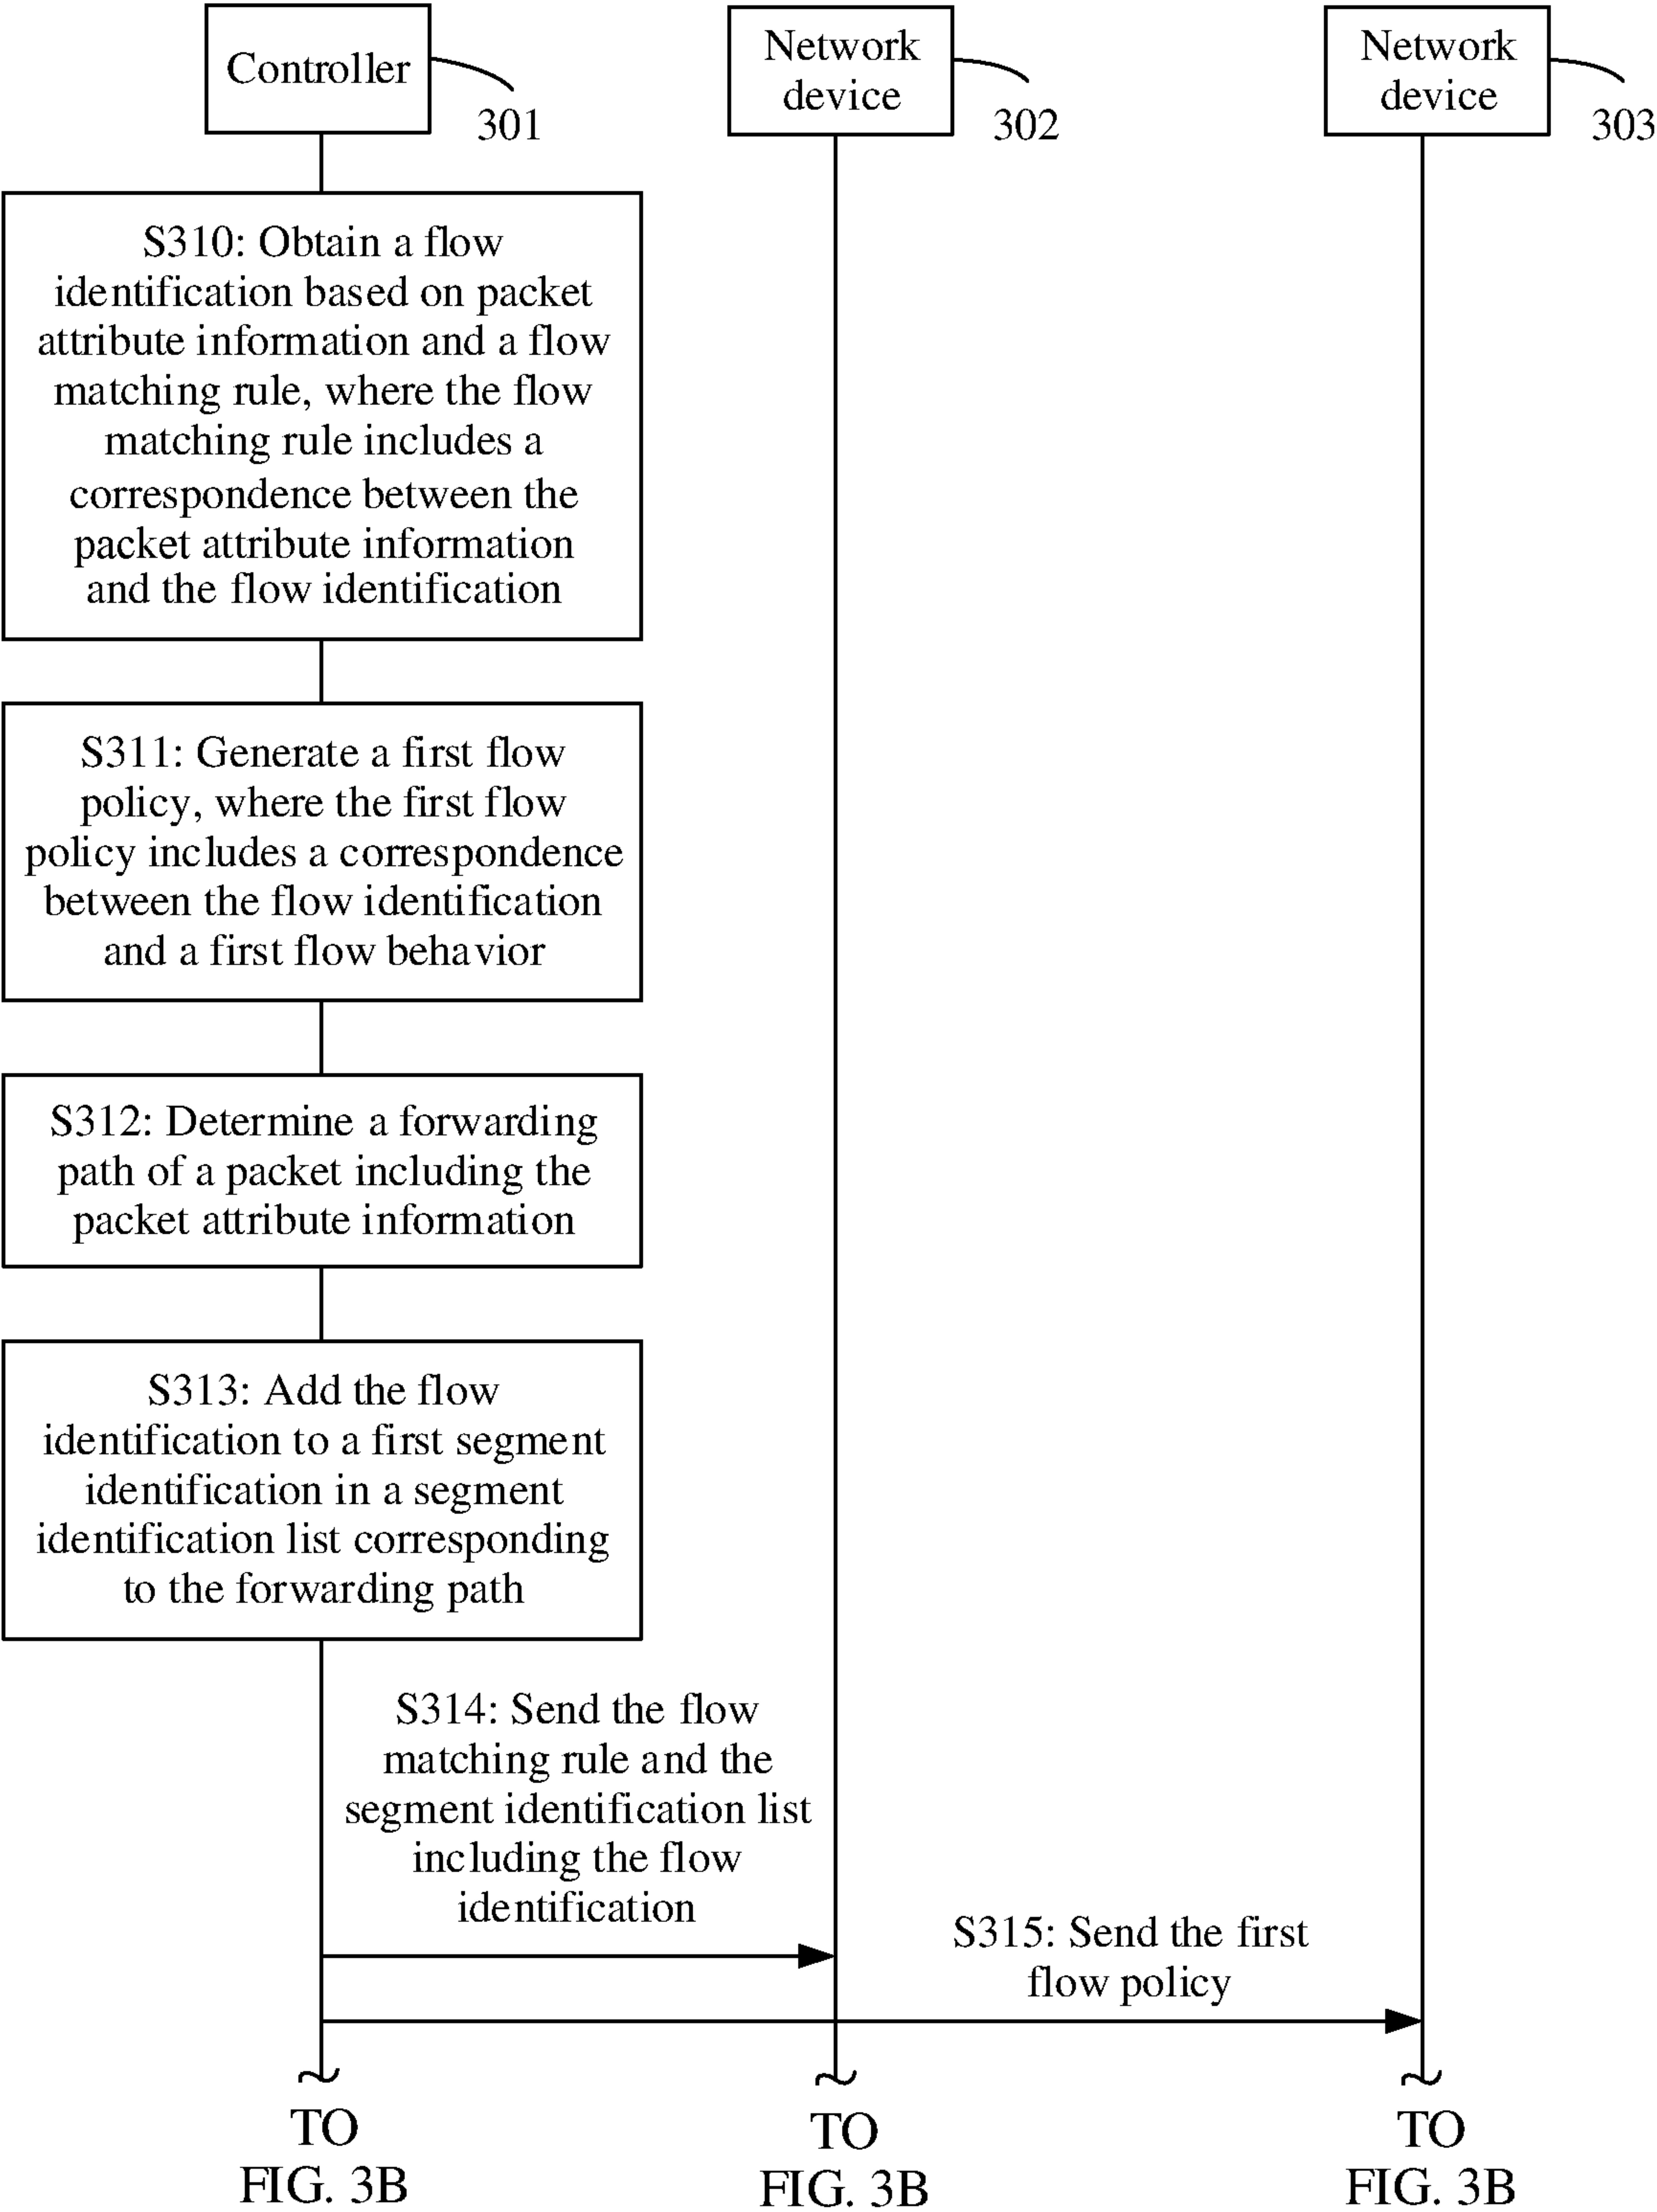 Controller
301
Network
device
302
Network
device
303
S310: Obtain a flow
identification based on packet
attribute information and a flow
matching rule, where the flow
matching rule includes a
correspondence between the
packet attribute information
and the flow identification
S311: Generate a first flow
policy, where the first flow
policy includes a correspondence
between the flow identification
and a first flow behavior
S312: Determine a forwarding
path of a packet including the
packet attribute information
S313: Add the flow
identification to a first segment
identification in a segment
identification list corresponding
to the forwarding path
S314: Send the flow
matching rule and the
segment identification list
including the flow
identification
S315: Send the first
flow policy
TO
FIG. 3B
TO
FIG. 3B
TO
FIG. 3B